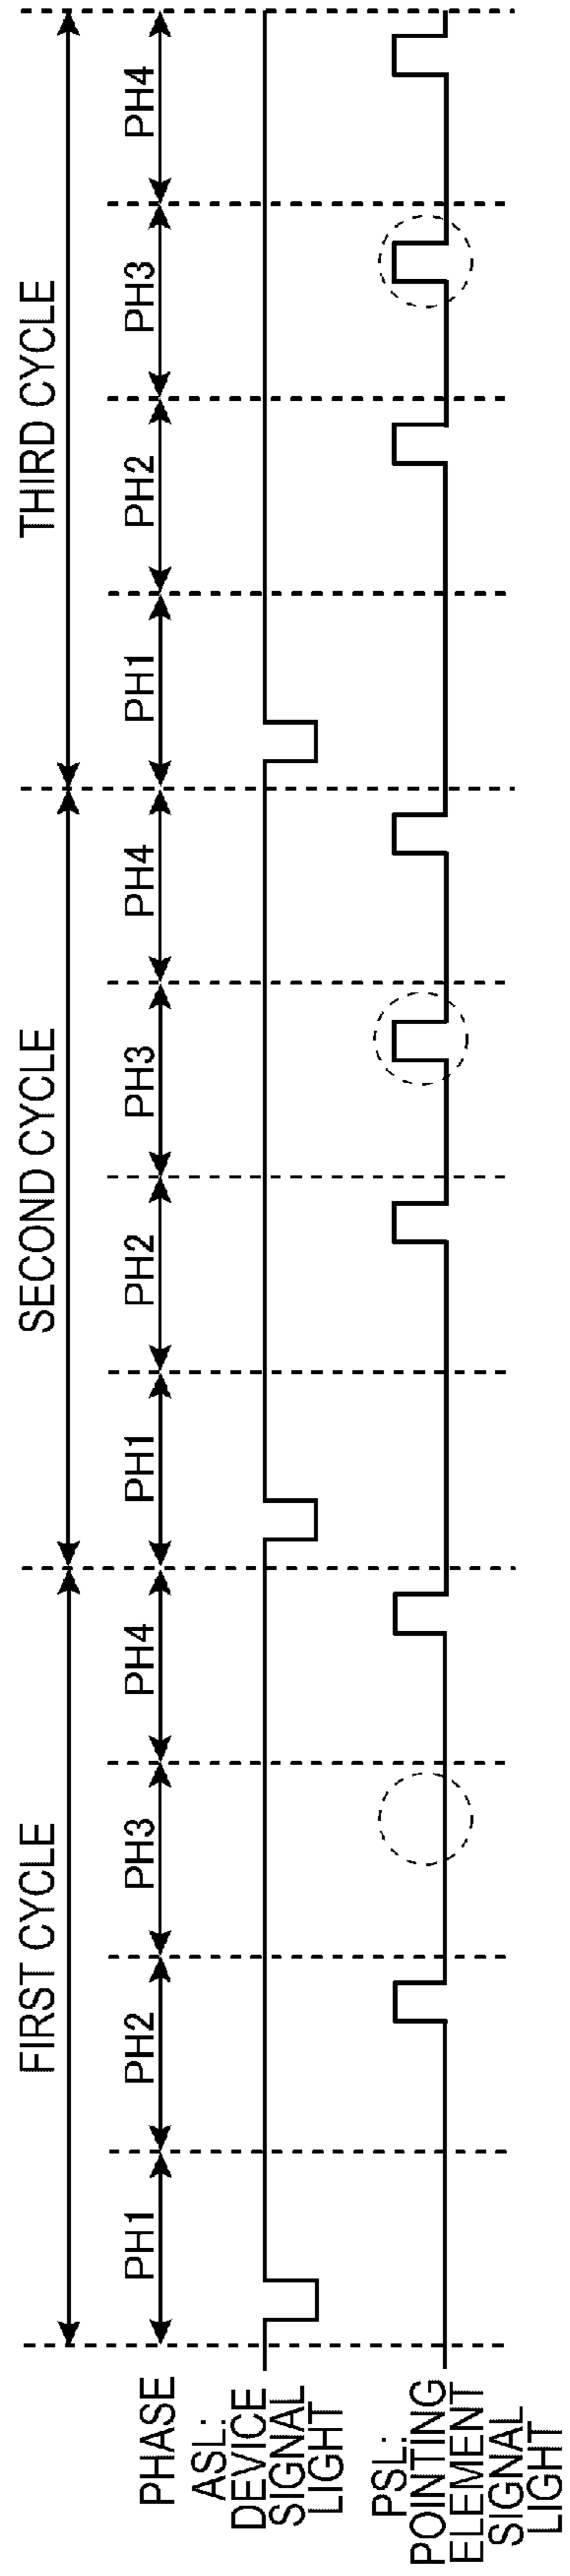 FIRST CYCLE
SECOND CYCLE
THIRD CYCLE
PHASE
PH1
PH2
PH3
PH4
PH1
PH2
PH3
PH4
PH1
PH2
PH3
PH4
ASL:
DEVICE
SIGNAL
LIGHT
PSL:
POINTING
ELEMENT
SIGNAL
LIGHT